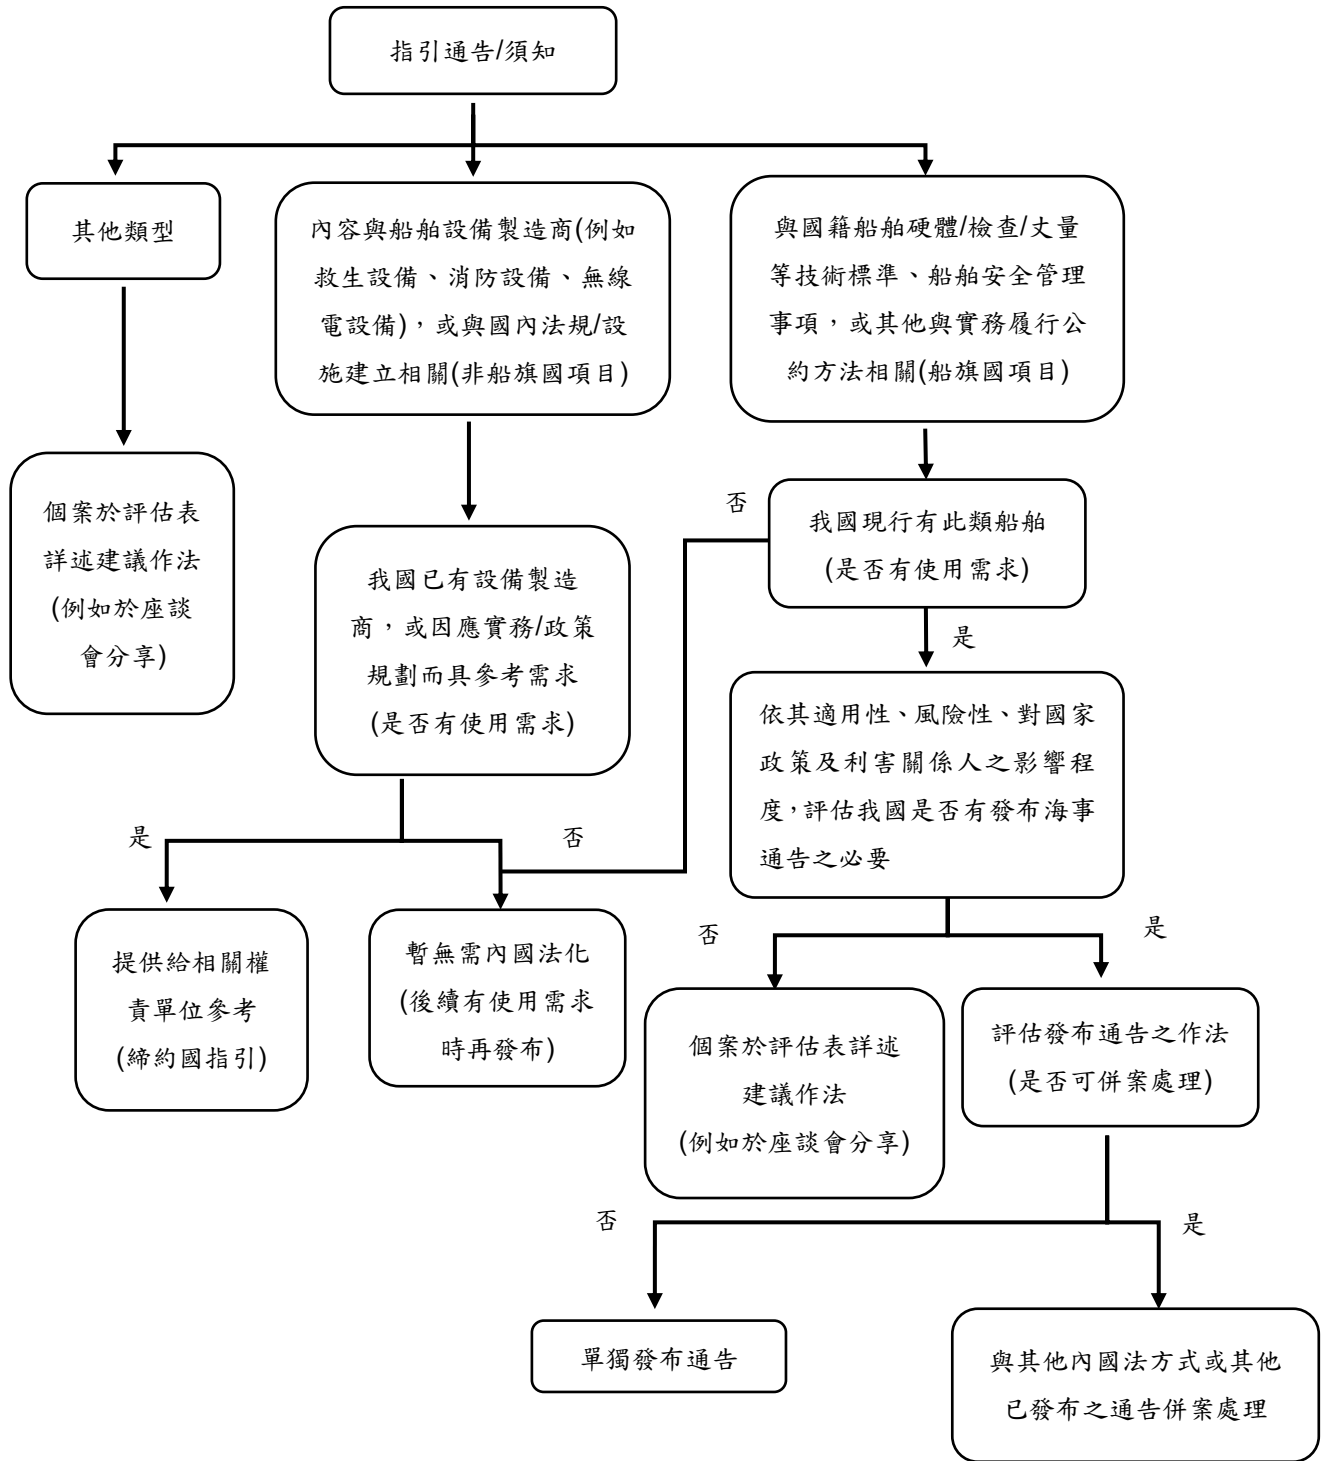 指引通告/須知
其他類型
內容與船舶設備製造商(例如
救生設備、消防設備、無線
電設備)，或與國內法規/設
施建立相關(非船旗國項目)
與國籍船舶硬體/檢查/丈量
等技術標準、船舶安全管理
事項，或其他與實務履行公
約方法相關(船旗國項目)
個案於評估表
詳述建議作法
(例如於座談
會分享)
我國已有設備製造
商，或因應實務/政策
規劃而具參考需求
(是否有使用需求)
否
我國現行有此類船舶
(是否有使用需求)
是
依其適用性、風險性、對國家
政策及利害關係人之影響程
度，評估我國是否有發布海事
通告之必要
是
否
提供給相關權
責單位參考
(締約國指引)
暫無需內國法化
(後續有使用需求
時再發布)
否
是
個案於評估表詳述
建議作法
(例如於座談會分享)
評估發布通告之作法
(是否可併案處理)
否
是
單獨發布通告
與其他內國法方式或其他
已發布之通告併案處理